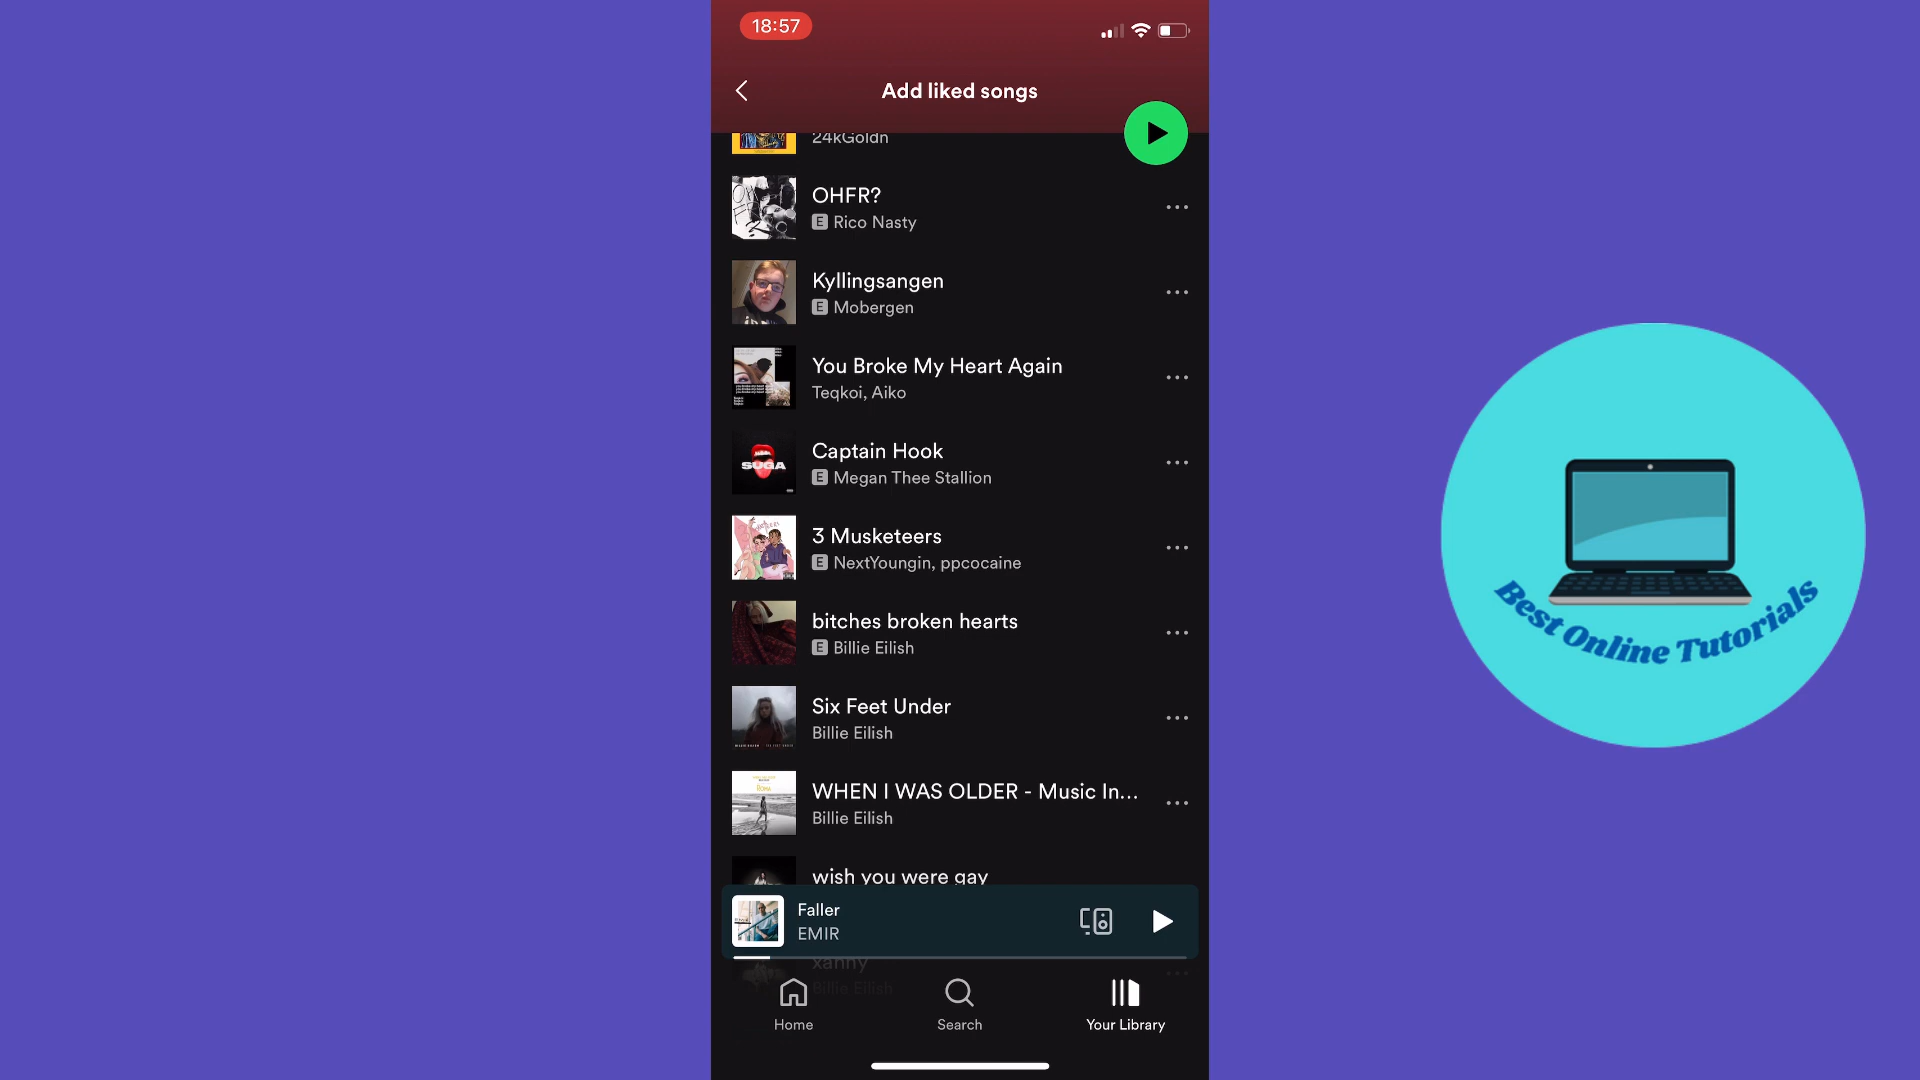 18:57
Add liked songs
24kGoldn
OHFR?
E Rico Nasty
Kyllingsangen
E Mobergen
You Broke My Heart Again
Teqkoi, Aiko
SUGA
Captain Hook
E Megan Thee Stallion
3 Musketeers
E NextYoungin, ppcocaine
bitches broken hearts
E Billie Eilish
Six Feet Under
Billie Eilish
WHEN I WAS OLDER - Music In...
Billie Eilish
wish you were gay
Faller
EMIR
xanny
Billie Eilish
Home
Search
Your Library
Best Online Tutorials